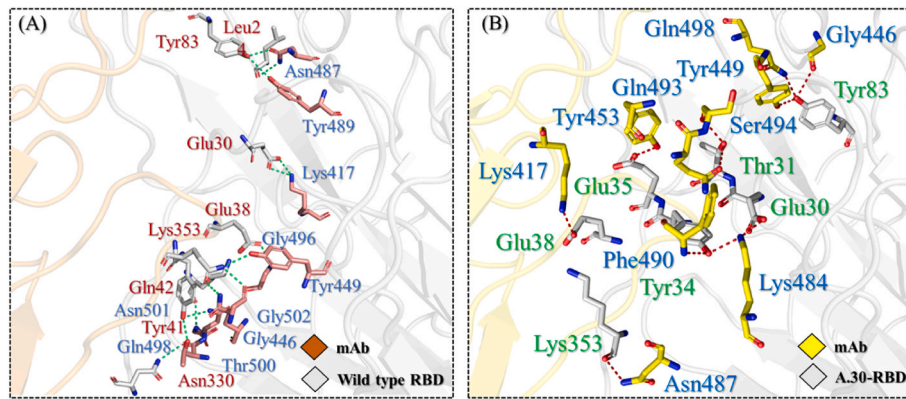 (A)
Leu2
4
Tyr83
Asn487
Tyr489
Glu30
Lys417
Glu38
Lys353
Gly496
Gln42
Tyr449
Asn501
Gly502
Tyr41
Gly446
Gln498
Thr500
Asn330
mAb
Wild type RBD
(B)
Gln498
Gly446
Tyr449
Gln493
Tyr83
Tyr453
Ser494
Lys417
Thr31
Glu35
Glu30
Glu38
Phe490
Lys484
Tyr34
Lys353
Asn487
mAb
A.30-RBD